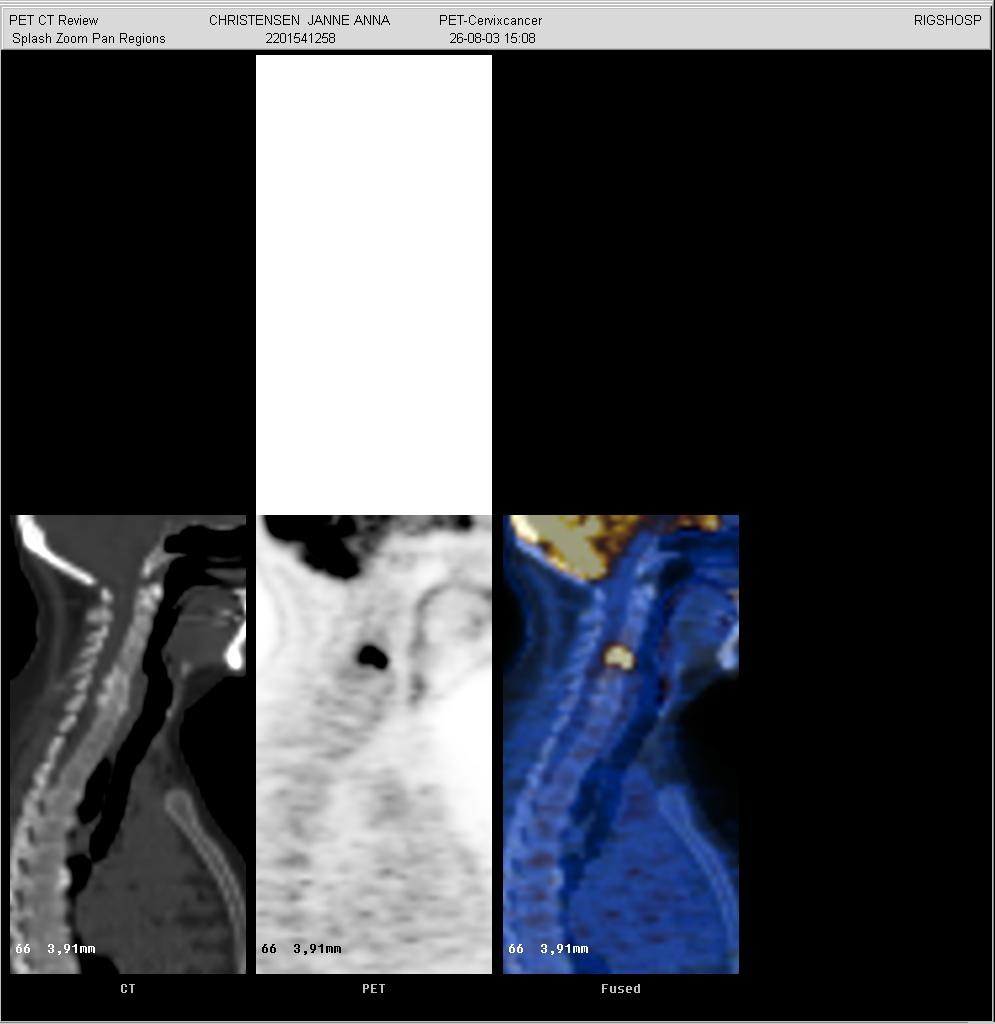 PET CT Review CHRISTENSEN JANNE ANNA PET-Cervixcancer RIGSHOSP
Splash Zoom Pan Regions 2201541258 26-08-03 15:08
66 3,91mm 66 3,91mm 66 3,91mm
CT PET Fused